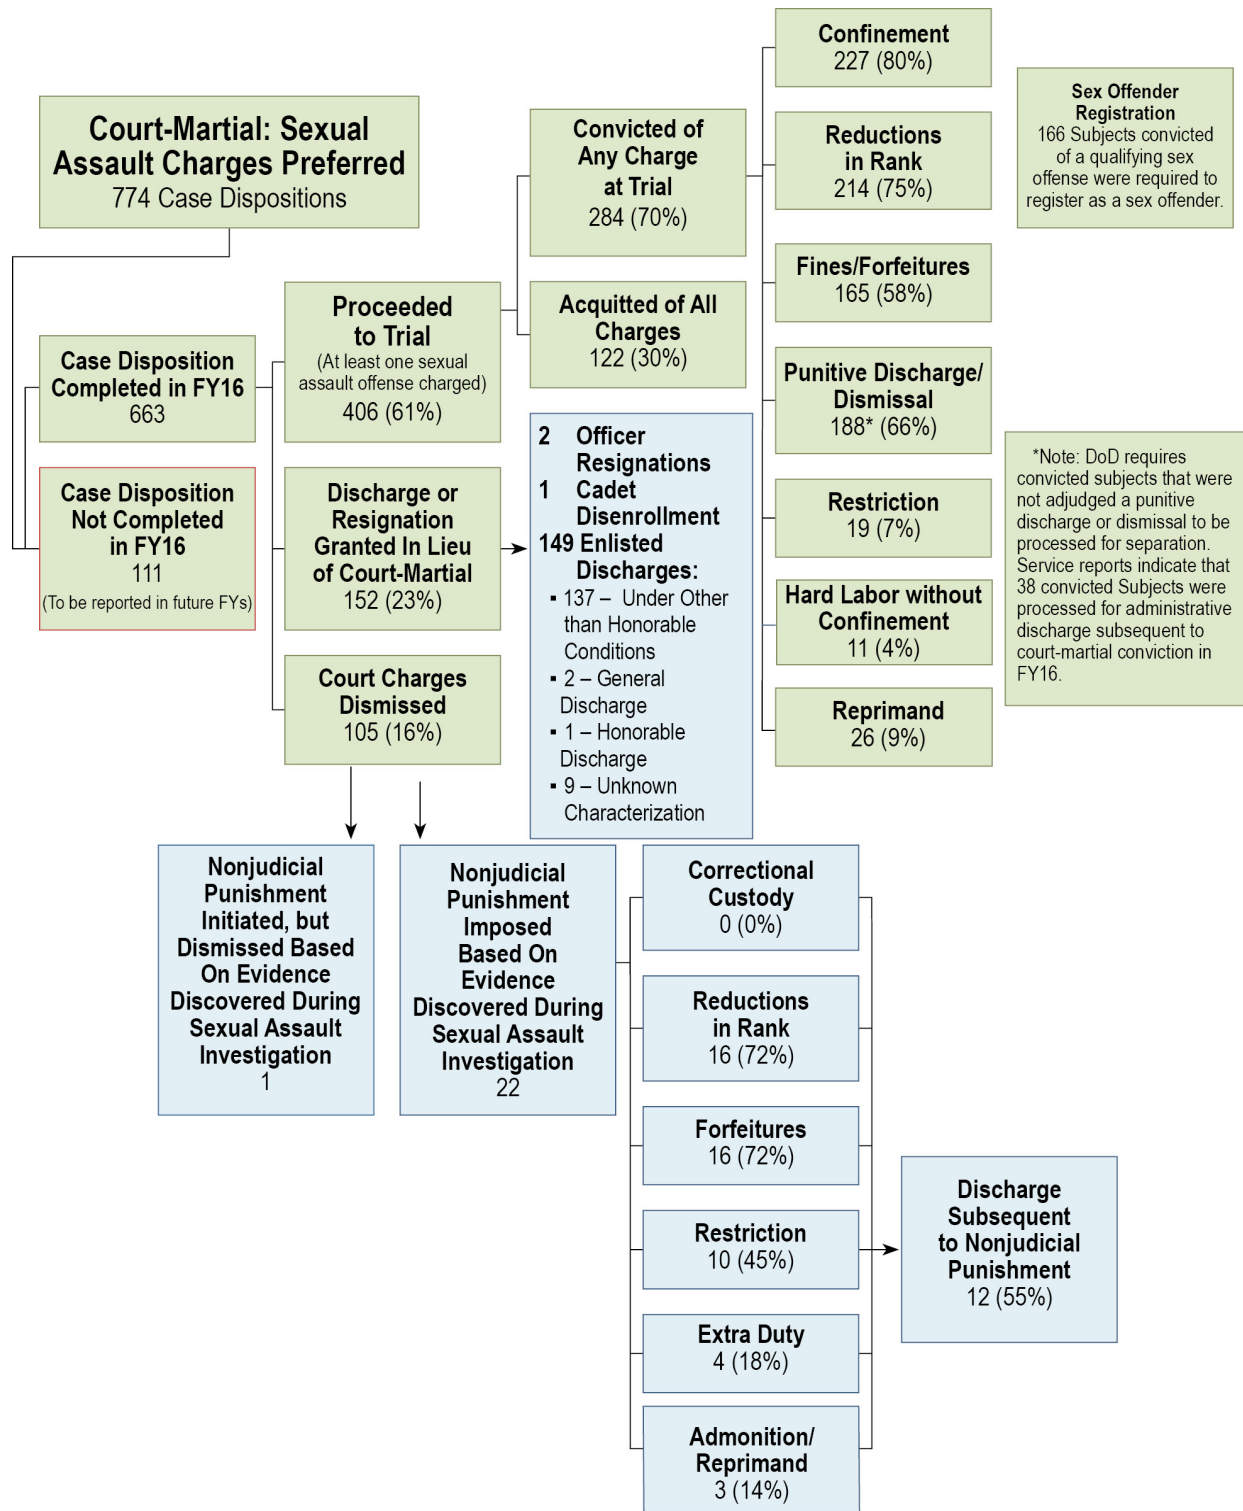 Court-Martial: Sexual
Assault Charges Preferred
774 Case Dispositions
Case Disposition
Completed in FY16
663
Case Disposition
Not Completed
in FY16
111
(To be reported in future FYs)
Proceeded
to Trial
(At least one sexual
assault offense charged)
406 (61%)
Discharge or
Resignation
Granted In Lieu
of Court-Martial
152 (23%)
Court Charges
Dismissed
105 (16%)
Convicted of
Any Charge
at Trial
284 (70%)
Acquitted of All
Charges
122 (30%)
2 Officer
Resignations
1 Cadet
Disenrollment
149 Enlisted
Discharges:
▪ 137 – Under Other
than Honorable
Conditions
▪ 2 – General
Discharge
▪ 1 – Honorable
Discharge
▪ 9 – Unknown
Characterization
Confinement
227 (80%)
Reductions
in Rank
214 (75%)
Fines/Forfeitures
165 (58%)
Punitive Discharge/
Dismissal
188* (66%)
Restriction
19 (7%)
Hard Labor without
Confinement
11 (4%)
Reprimand
26 (9%)
Sex Offender
Registration
166 Subjects convicted
of a qualifying sex
offense were required to
register as a sex offender.
*Note: DoD requires
convicted subjects that were
not adjudged a punitive
discharge or dismissal to be
processed for separation.
Service reports indicate that
38 convicted Subjects were
processed for administrative
discharge subsequent to
court-martial conviction in
FY16.
Nonjudicial
Punishment
Initiated, but
Dismissed Based
On Evidence
Discovered During
Sexual Assault
Investigation
1
Nonjudicial
Punishment
Imposed
Based On
Evidence
Discovered During
Sexual Assault
Investigation
22
Correctional
Custody
0 (0%)
Reductions
in Rank
16 (72%)
Forfeitures
16 (72%)
Restriction
10 (45%)
Extra Duty
4 (18%)
Admonition/
Reprimand
3 (14%)
Discharge
Subsequent
to Nonjudicial
Punishment
12 (55%)